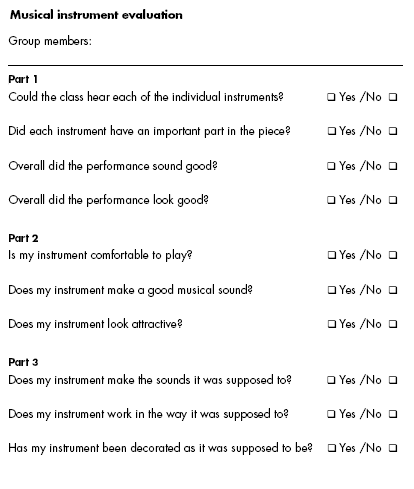 Musical instrument evaluation
Group members:
Part 1
Could the class hear each of the individual instruments? ❏ Yes /No ❏
Did each instrument have an important part in the piece? ❏ Yes /No ❏
Overall did the performance sound good? ❏ Yes /No ❏
Overall did the performance look good? ❏ Yes /No ❏
Part 2
Is my instrument comfortable to play? ❏ Yes /No ❏
Does my instrument make a good musical sound? ❏ Yes /No ❏
Does my instrument look attractive? ❏ Yes /No ❏
Part 3
Does my instrument make the sounds it was supposed to? ❏ Yes /No ❏
Does my instrument work in the way it was supposed to? ❏ Yes /No ❏
Has my instrument been decorated as it was supposed to be? ❏ Yes /No ❏